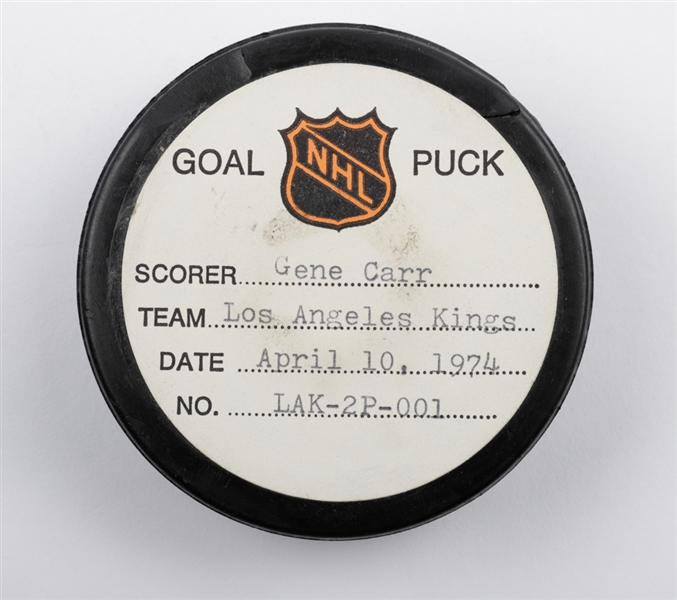 GOAL NHL PUCK
SCORER Gene Carr
TEAM Los Angeles Kings
DATE April 10, 1974
NO. LAK-2P-001